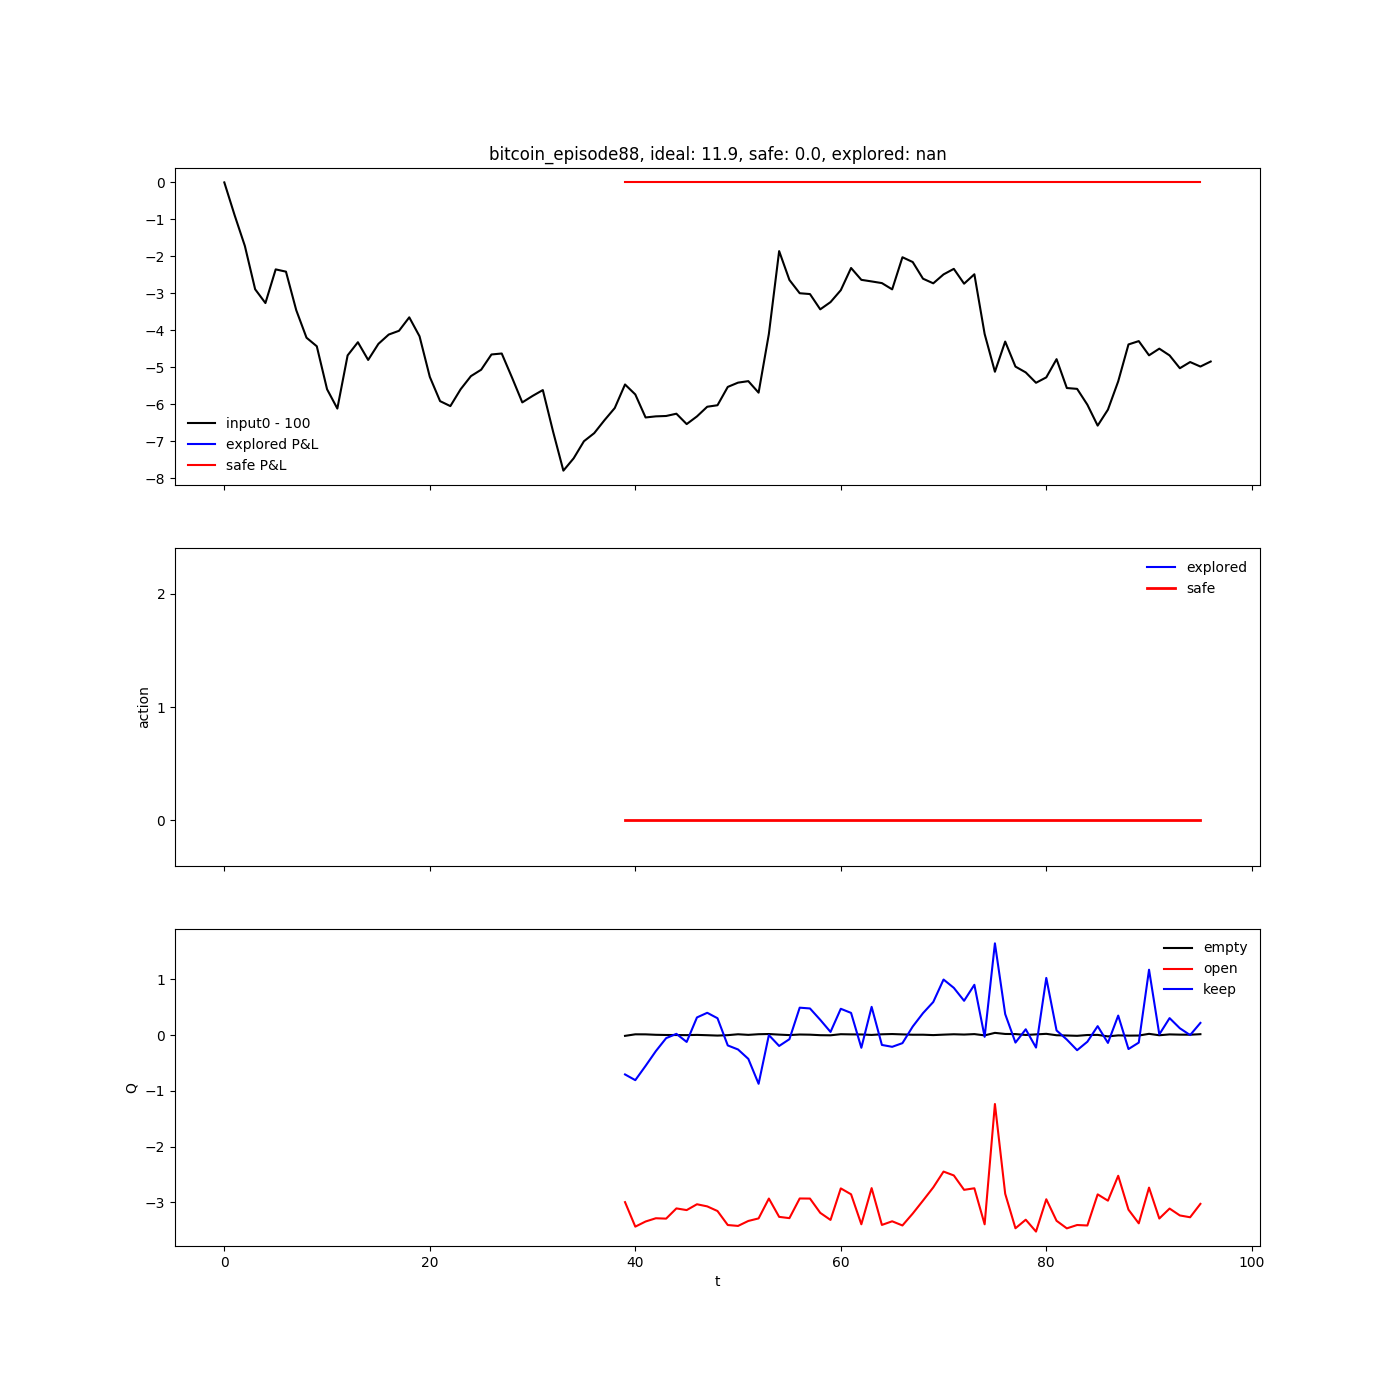 bitcoin_episode88, ideal: 11.9, safe: 0.0, explored: nan
0
−1
−2
−3
−4
−5
−6
−7
−8
input0 - 100
explored P&L
safe P&L
2
1
0
action
explored
safe
1
0
−1
−2
−3
Q
empty
open
keep
0
20
40
60
80
100
t